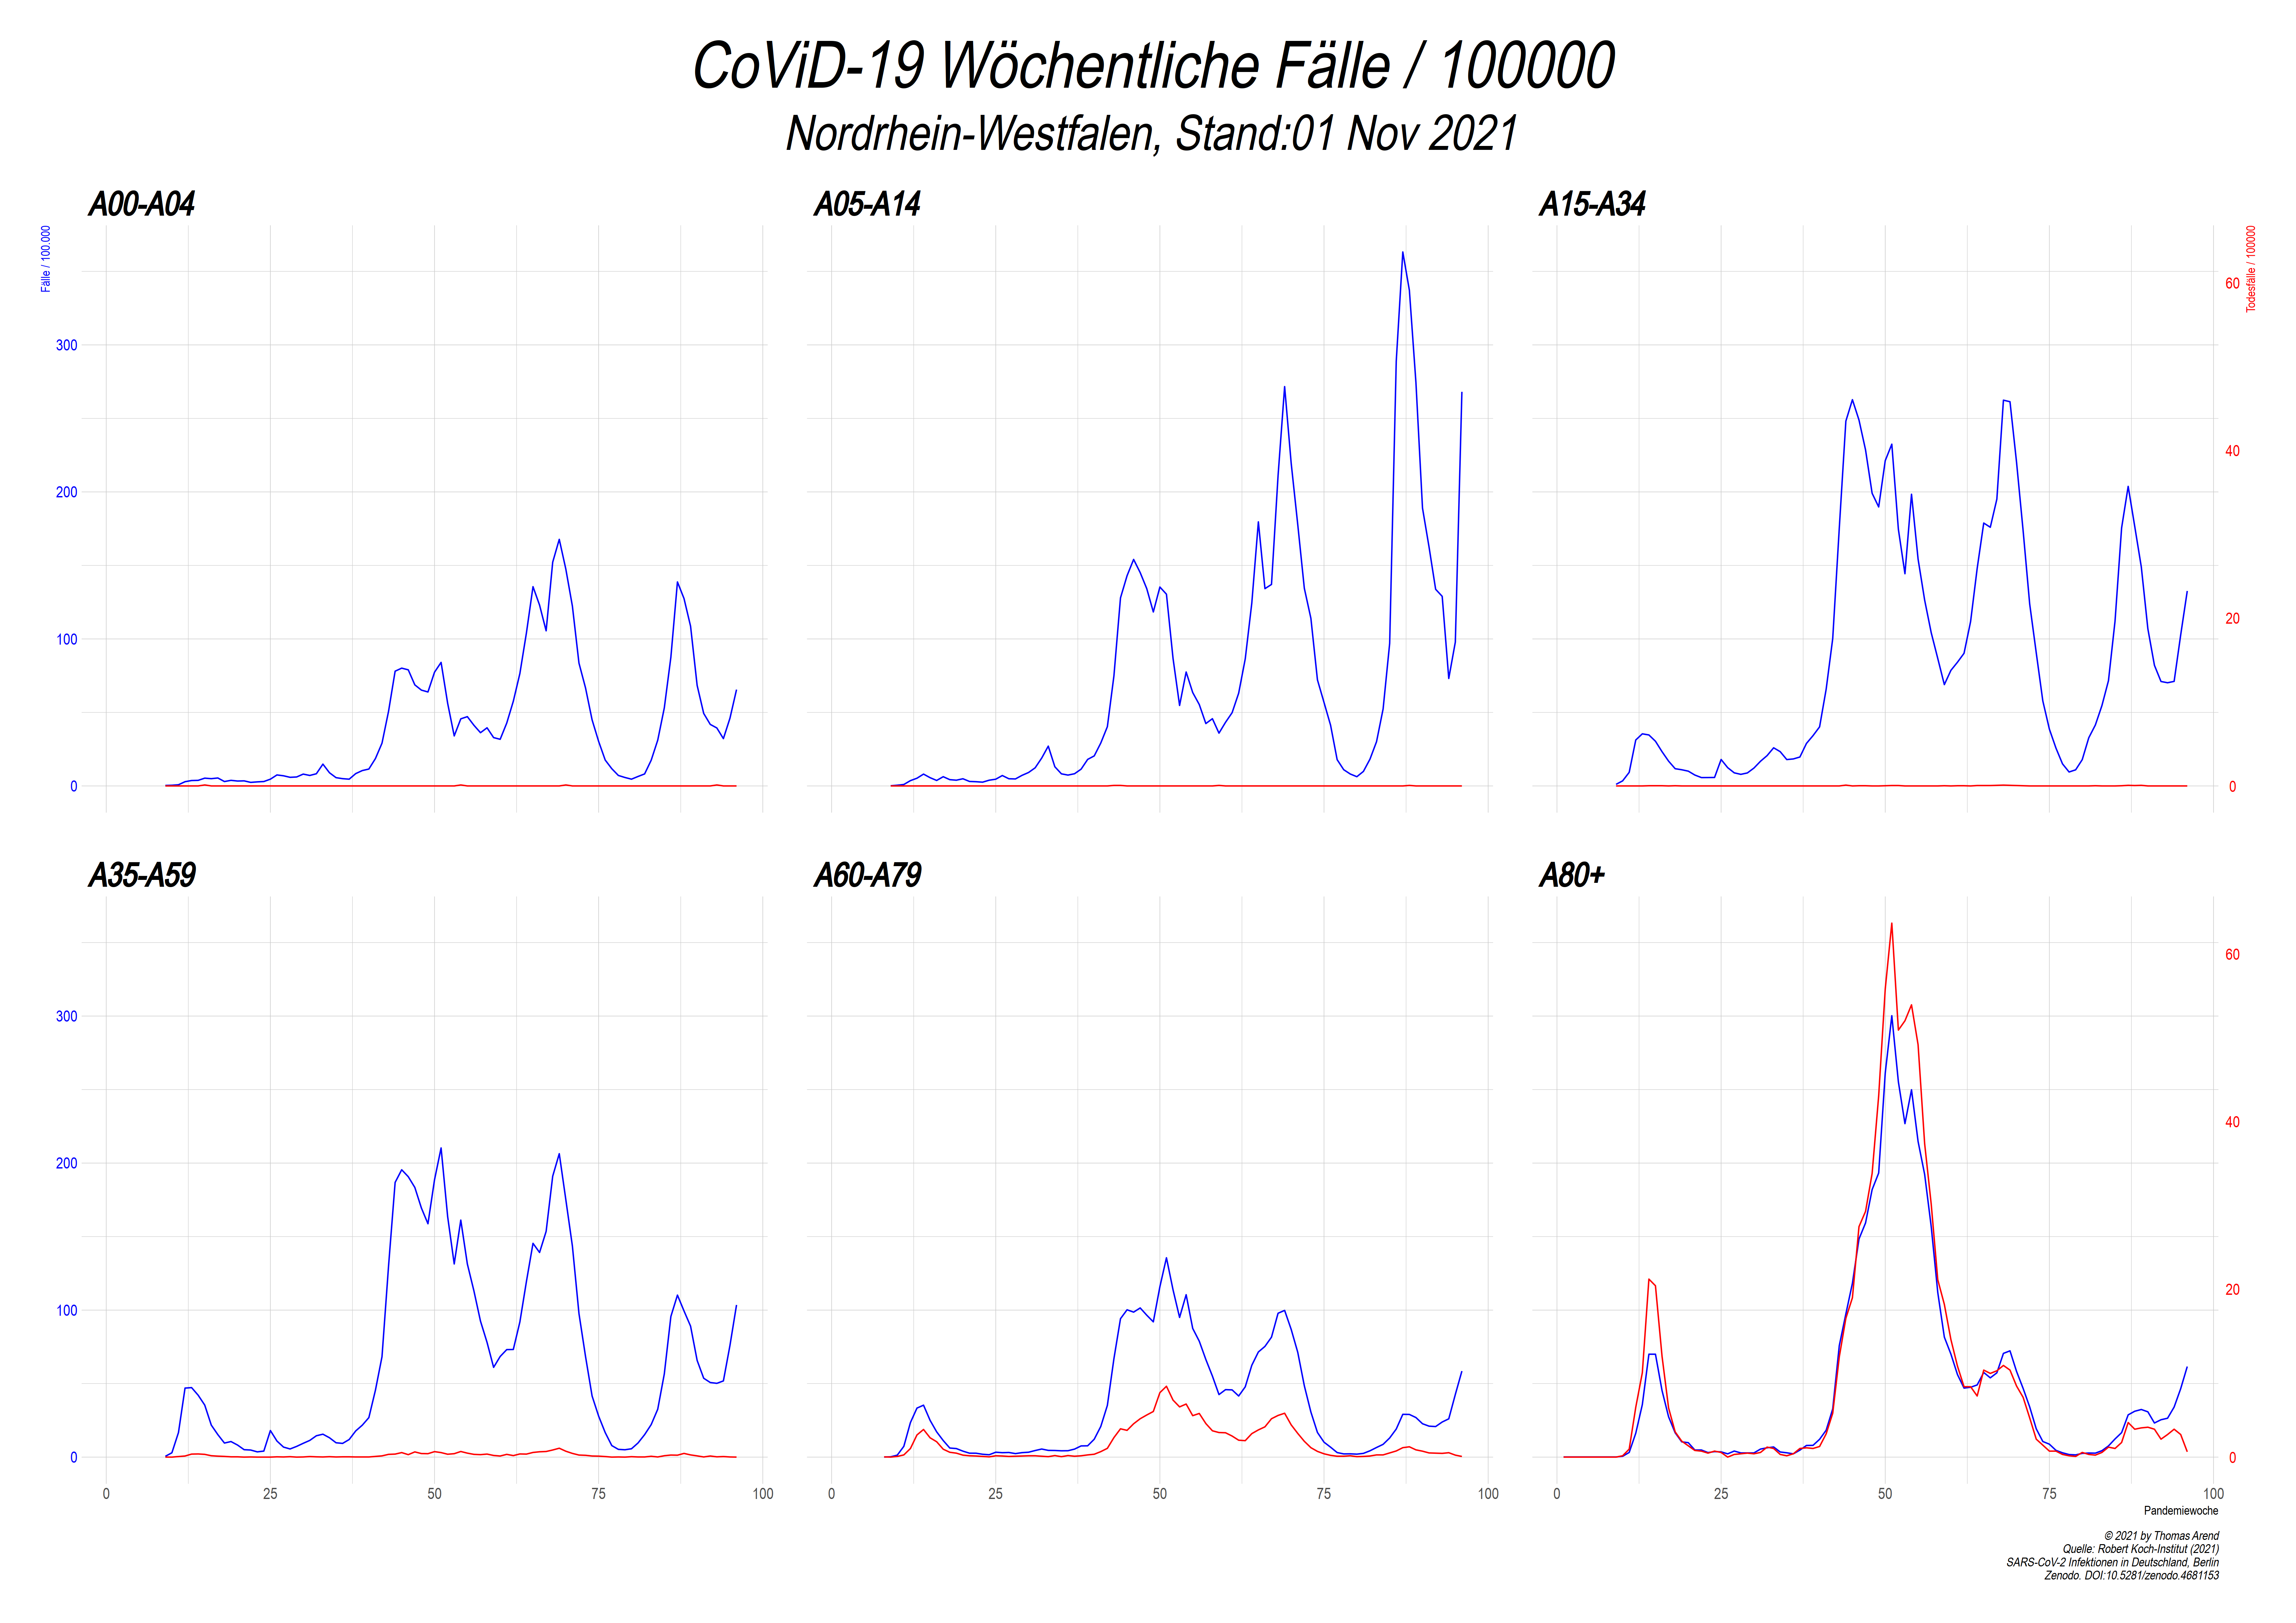 CoViD-19 Wöchentliche Fälle / 100000
Nordrhein-Westfalen, Stand:01 Nov 2021
A00-A04
A05-A14
A15-A34
Fälle / 100.000
300
200
100
0
Todesfälle / 100000
60
40
20
0
A35-A59
A60-A79
A80+
300
200
100
0
60
40
20
0
0 25 50 75 100
0 25 50 75 100
0 25 50 75 100
Pandemiewoche
© 2021 by Thomas Arend
Quelle: Robert Koch-Institut (2021)
SARS-CoV-2 Infektionen in Deutschland, Berlin
Zenodo. DOI:10.5281/zenodo.4681153